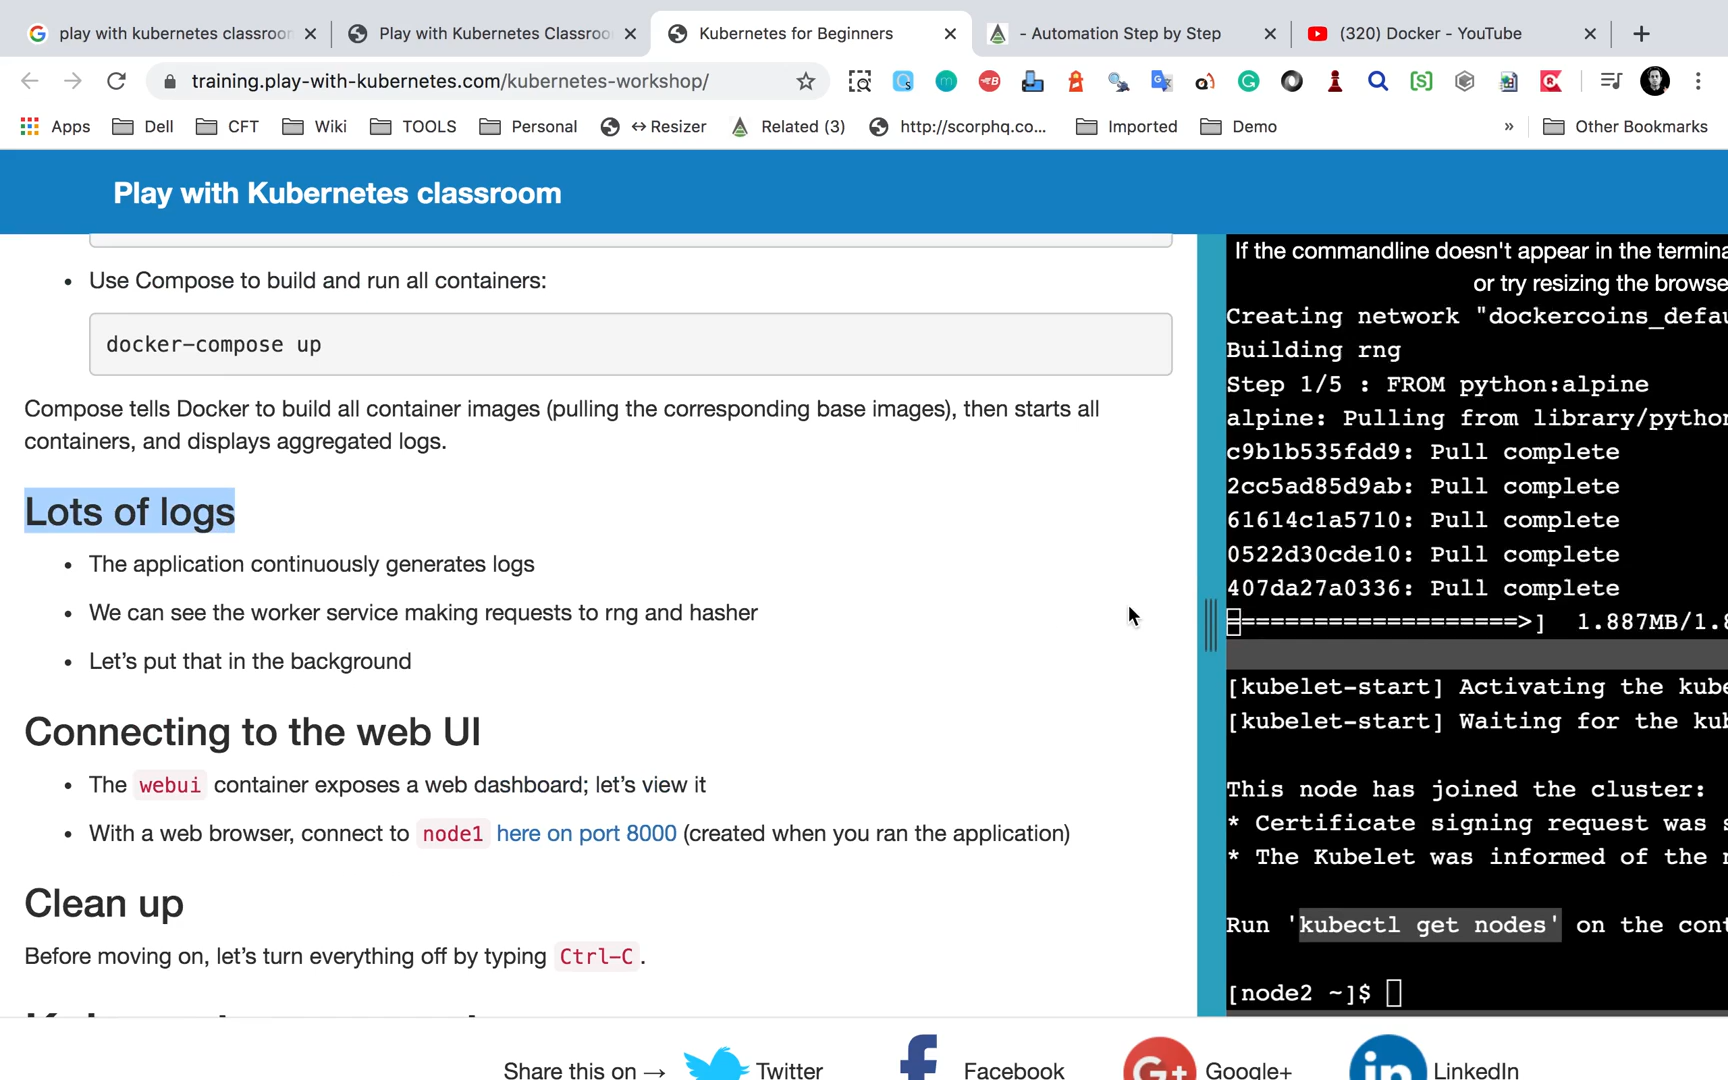 play with kubernetes classroom
Play with Kubernetes Classroo
Kubernetes for Beginners
- Automation Step by Step
(320) Docker - YouTube
training.play-with-kubernetes.com/kubernetes-workshop/
Apps
Dell
CFT
Wiki
TOOLS
Personal
↔Resizer
Related (3)
http://scorphq.co...
Imported
Demo
»
Other Bookmarks
Play with Kubernetes classroom
• Use Compose to build and run all containers:
docker-compose up
Compose tells Docker to build all container images (pulling the corresponding base images), then starts all
containers, and displays aggregated logs.
Lots of logs
• The application continuously generates logs
• We can see the worker service making requests to rng and hasher
• Let's put that in the background
Connecting to the web UI
• The webui container exposes a web dashboard; let's view it
• With a web browser, connect to node1 here on port 8000 (created when you ran the application)
Clean up
Before moving on, let's turn everything off by typing Ctrl-C.
If the commandline doesn't appear in the termina
or try resizing the browse
Creating network "dockercoins_defau
Building rng
Step 1/5 : FROM python:alpine
alpine: Pulling from library/python
c9b1b535fdd9: Pull complete
2cc5ad85d9ab: Pull complete
61614c1a5710: Pull complete
0522d30cde10: Pull complete
407da27a0336: Pull complete
===================>] 1.887MB/1.8
[kubelet-start] Activating the kube
[kubelet-start] Waiting for the kub
This node has joined the cluster:
* Certificate signing request was s
* The Kubelet was informed of the n
Run 'kubectl get nodes' on the cont
[node2 ~]$
Share this on →
Twitter
Facebook
Google+
LinkedIn